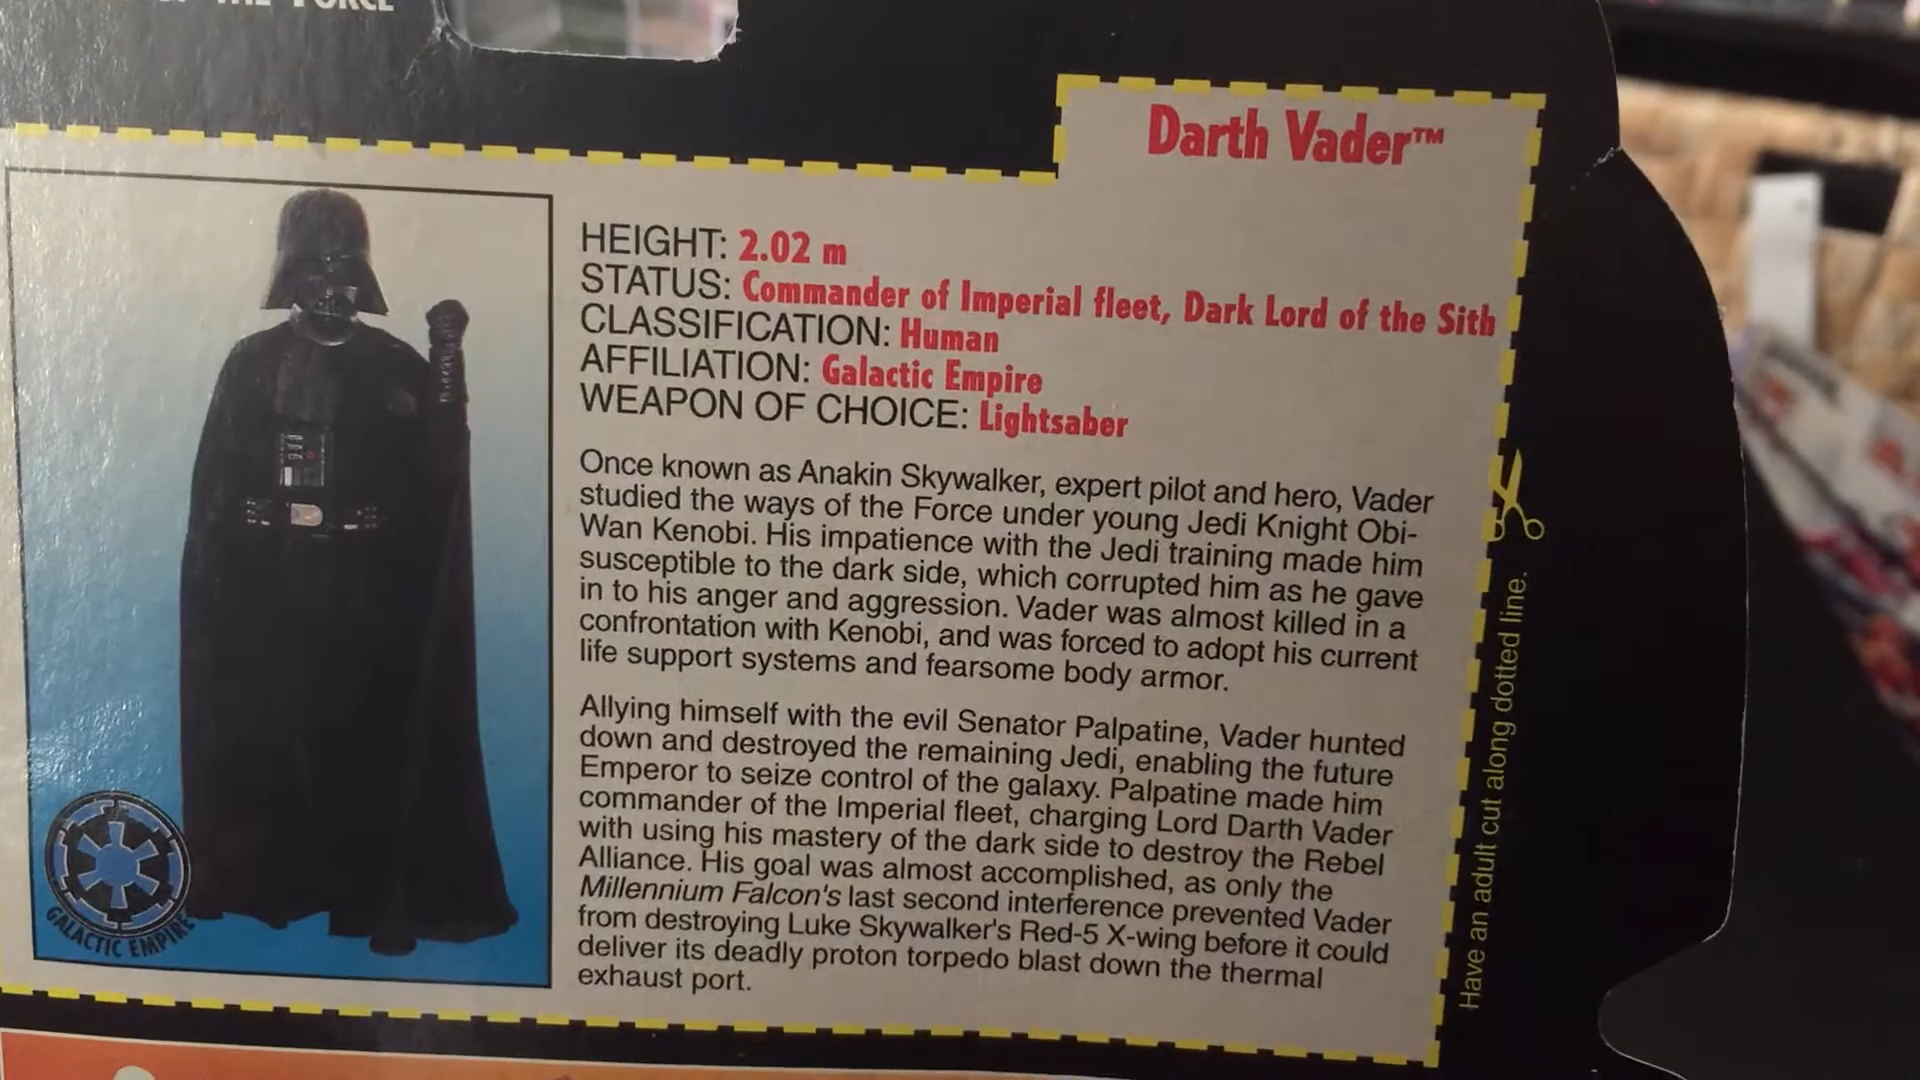 THE FORCE
Darth Vader™
HEIGHT: 2.02 m
STATUS: Commander of Imperial fleet, Dark Lord of the Sith
CLASSIFICATION: Human
AFFILIATION: Galactic Empire
WEAPON OF CHOICE: Lightsaber
Once known as Anakin Skywalker, expert pilot and hero, Vader
studied the ways of the Force under young Jedi Knight Obi-
Wan Kenobi. His impatience with the Jedi training made him
susceptible to the dark side, which corrupted him as he gave
in to his anger and aggression. Vader was almost killed in a
confrontation with Kenobi, and was forced to adopt his current
life support systems and fearsome body armor.
Allying himself with the evil Senator Palpatine, Vader hunted
down and destroyed the remaining Jedi, enabling the future
Emperor to seize control of the galaxy. Palpatine made him
commander of the Imperial fleet, charging Lord Darth Vader
with using his mastery of the dark side to destroy the Rebel
Alliance. His goal was almost accomplished, as only the
Millennium Falcon's last second interference prevented Vader
from destroying Luke Skywalker's Red-5 X-wing before it could
deliver its deadly proton torpedo blast down the thermal
exhaust port.
GALACTIC EMPIRE
Have an adult cut along dotted line.